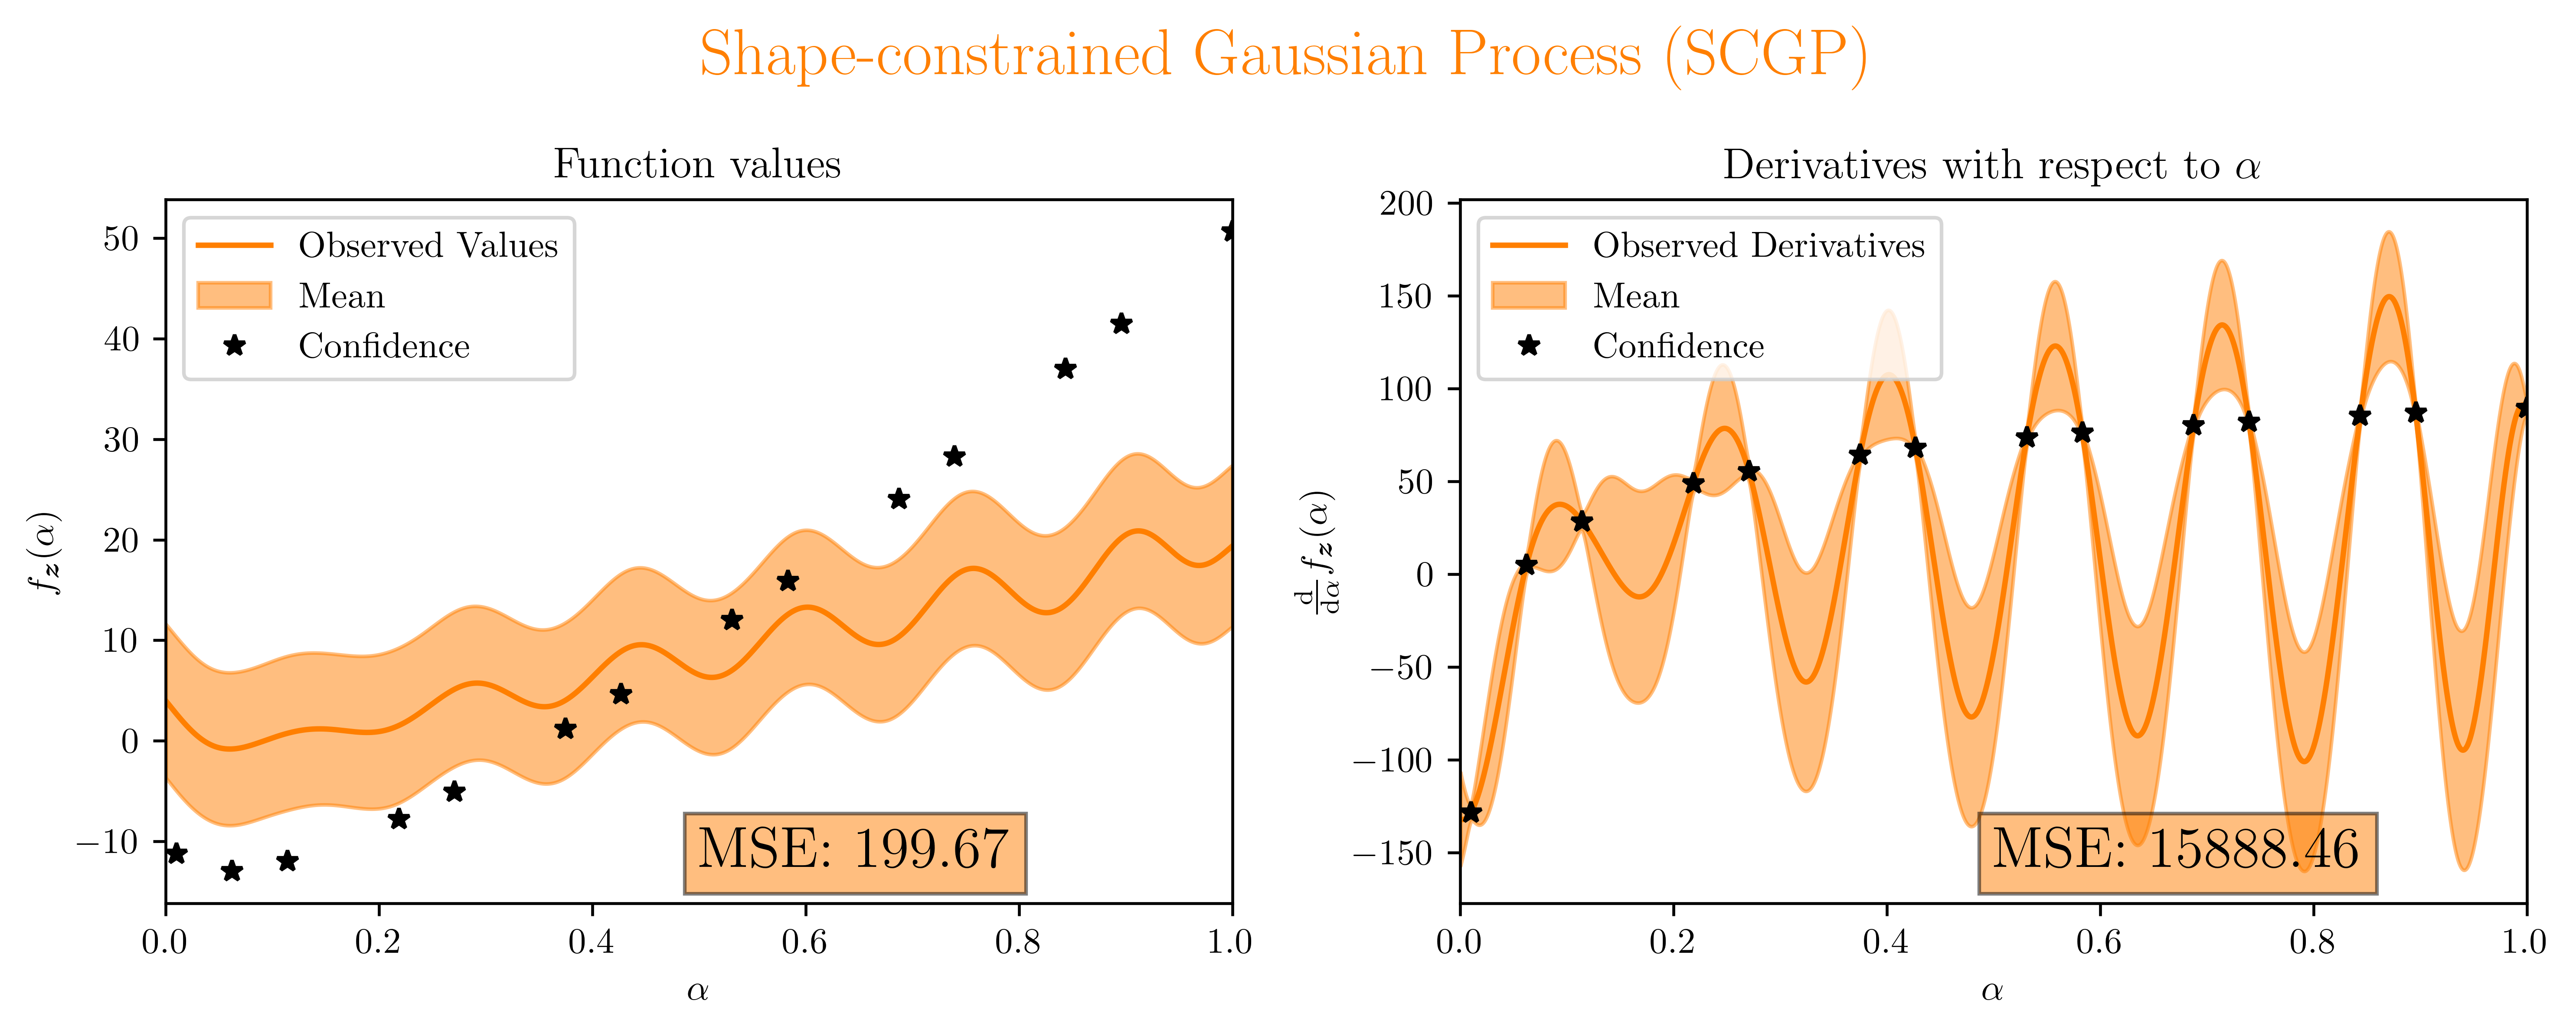 Shape-constrained Gaussian Process (SCGP)
Function values
Observed Values
Mean
Confidence
50
40
30
20
10
0
−10
f_z(α)
MSE: 199.67
0.0 0.2 0.4 0.6 0.8 1.0
α
Derivatives with respect to α
Observed Derivatives
Mean
Confidence
200
150
100
50
0
−50
−100
−150
d/dα f_z(α)
MSE: 15888.46
0.0 0.2 0.4 0.6 0.8 1.0
α